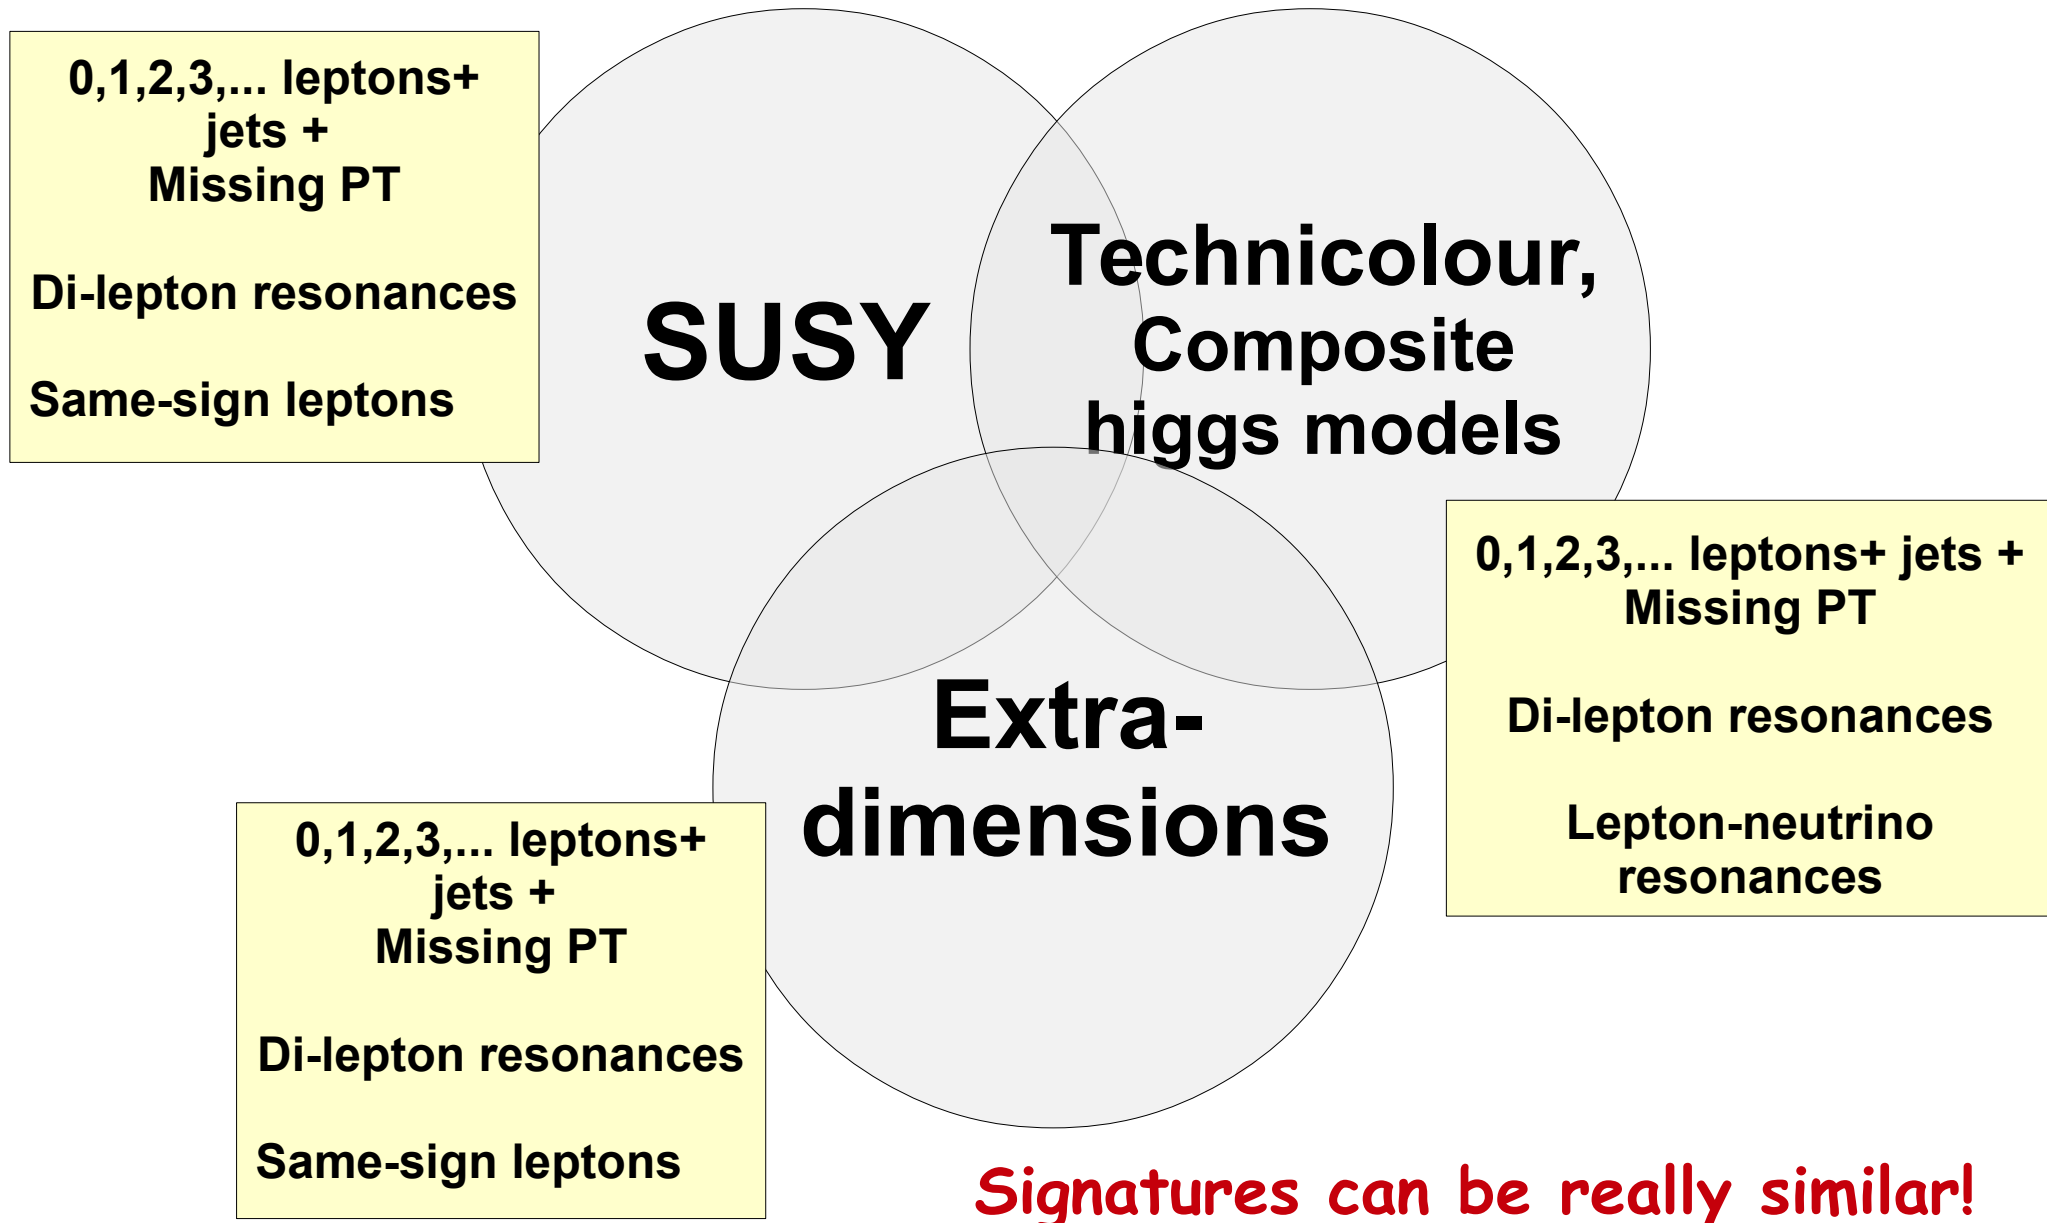 0,1,2,3,... leptons+
jets +
Missing PT
Di-lepton resonances
Same-sign leptons
SUSY
Technicolour,
Composite
higgs models
0,1,2,3,... leptons+ jets +
Missing PT
Di-lepton resonances
Lepton-neutrino
resonances
Extra-
dimensions
0,1,2,3,... leptons+
jets +
Missing PT
Di-lepton resonances
Same-sign leptons
Signatures can be really similar!